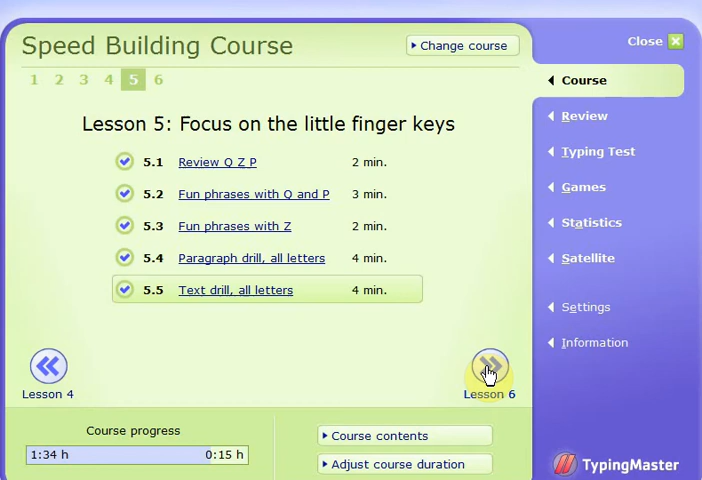 Speed Building Course
Change course
1 2 3 4 5 6
Lesson 5: Focus on the little finger keys
5.1 Review Q Z P 2 min.
5.2 Fun phrases with Q and P 3 min.
5.3 Fun phrases with Z 2 min.
5.4 Paragraph drill, all letters 4 min.
5.5 Text drill, all letters 4 min.
Lesson 4
Lesson 6
Course progress
1:34 h 0:15 h
Course contents
Adjust course duration
Close
Course
Review
Typing Test
Games
Statistics
Satellite
Settings
Information
TypingMaster